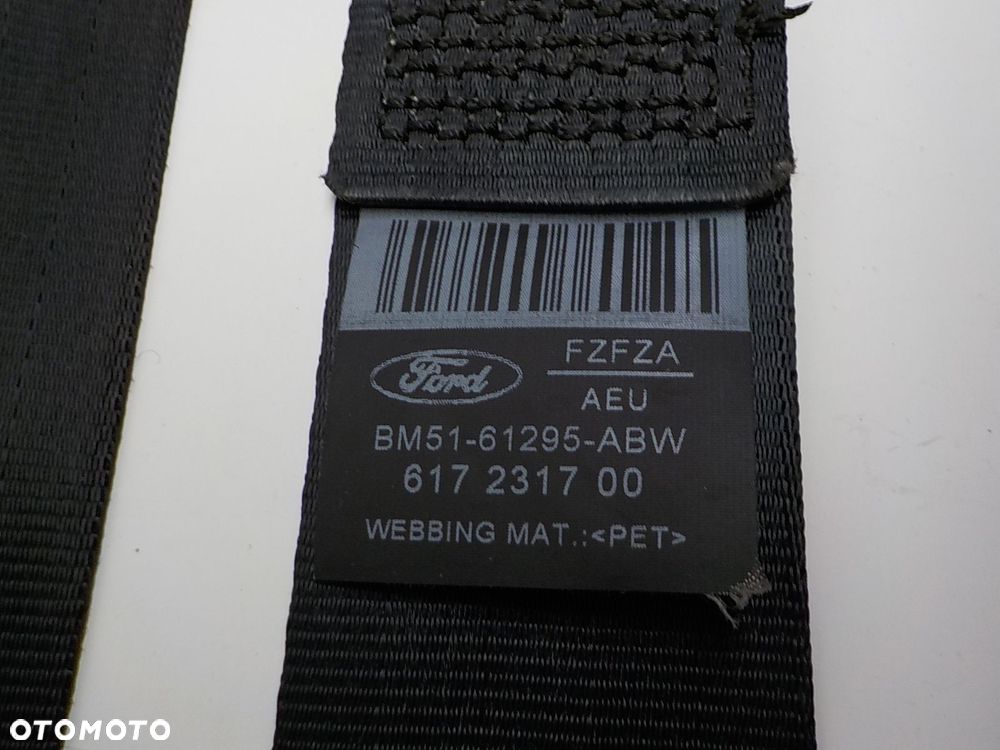 FZFZA
Ford
AEU
BM51-61295-ABW
617 2317 00
WEBBING MAT.:<PET>
OTOMOTO